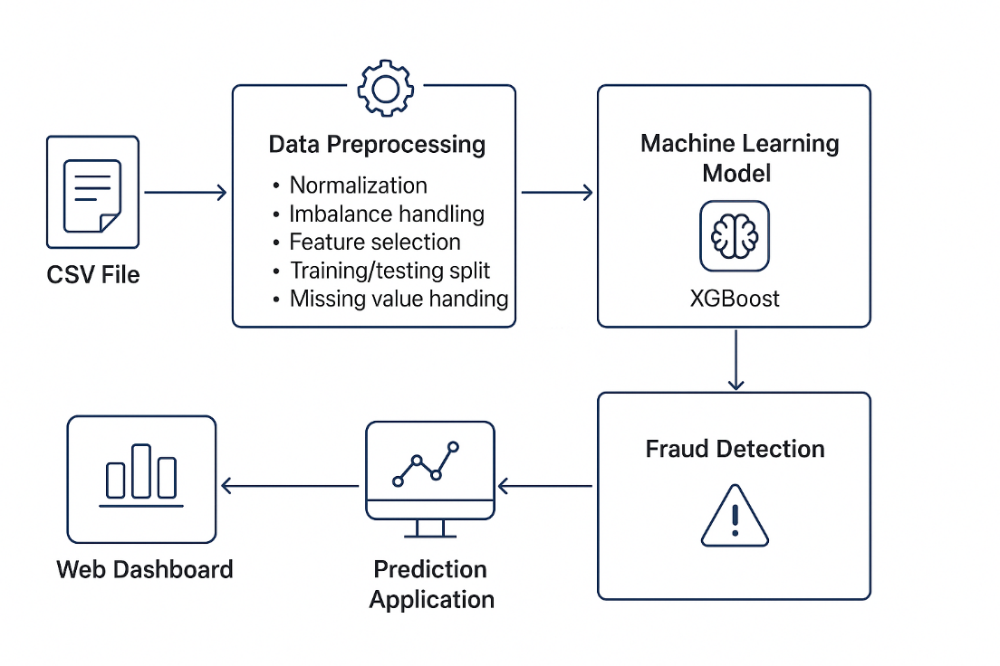 Data Preprocessing
• Normalization
• Imbalance handling
• Feature selection
• Training/testing split
• Missing value handing
CSV File
Machine Learning
Model
XGBoost
Fraud Detection
Prediction
Application
Web Dashboard